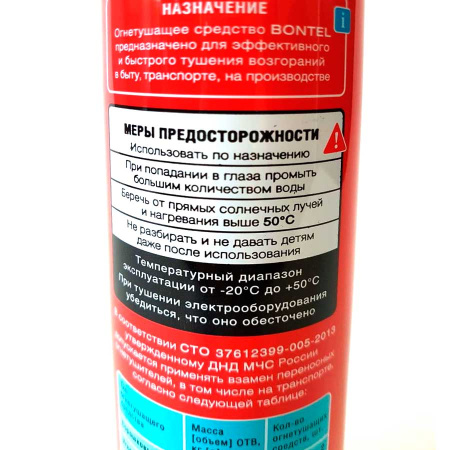 НАЗНАЧЕНИЕ
Огнетушащее средство BONTEL
предназначено для эффективного
и быстрого тушения возгораний
в быту, транспорте, на производстве
i
МЕРЫ ПРЕДОСТОРОЖНОСТИ
!
Использовать по назначению
При попадании в глаза промыть
большим количеством воды
Беречь от прямых солнечных лучей
и нагревания выше 50°C
Не разбирать и не давать детям
даже после использования
Температурный диапазон
эксплуатации от -20°C до +50°C
При тушении электрооборудования
убедиться, что оно обесточено
В соответствии СТО 37612399-005-2013
утвержденному ДНД МЧС России
допускается применять взамен переносных
огнетушителей, в том числе на транспорте,
согласно следующей таблице:
Масса
[объем] ОТВ,
Кол-во
огнетушащих
средств,